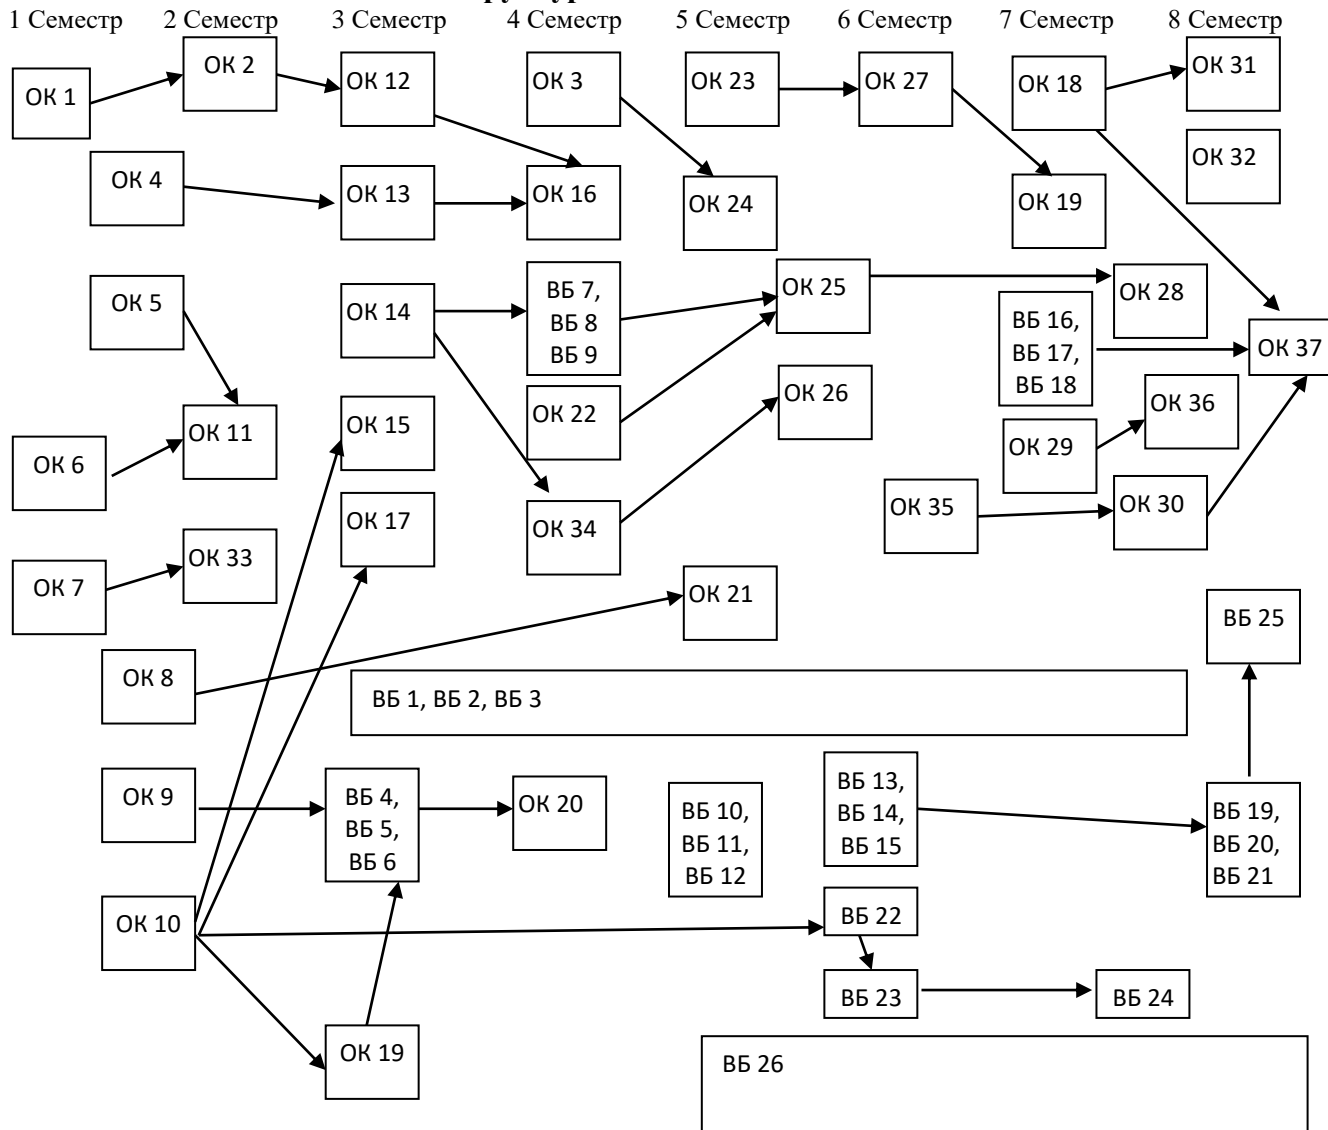 1 Семестр 2 Семестр 3 Семестр 4 Семестр 5 Семестр 6 Семестр 7 Семестр 8 Семестр
ОК 1
ОК 2
ОК 12
ОК 3
ОК 23
ОК 27
ОК 18
ОК 31
ОК 32
ОК 4
ОК 13
ОК 16
ОК 24
ОК 19
ОК 5
ОК 14
ВБ 7,
ВБ 8
ВБ 9
ОК 25
ОК 28
ВБ 16,
ВБ 17,
ВБ 18
ОК 37
ОК 6
ОК 11
ОК 15
ОК 22
ОК 26
ОК 36
ОК 29
ОК 7
ОК 33
ОК 17
ОК 34
ОК 35
ОК 30
ОК 21
ВБ 25
ОК 8
ВБ 1, ВБ 2, ВБ 3
ОК 9
ВБ 4,
ВБ 5,
ВБ 6
ОК 20
ВБ 10,
ВБ 11,
ВБ 12
ВБ 13,
ВБ 14,
ВБ 15
ВБ 19,
ВБ 20,
ВБ 21
ОК 10
ВБ 22
ВБ 23
ВБ 24
ОК 19
ВБ 26